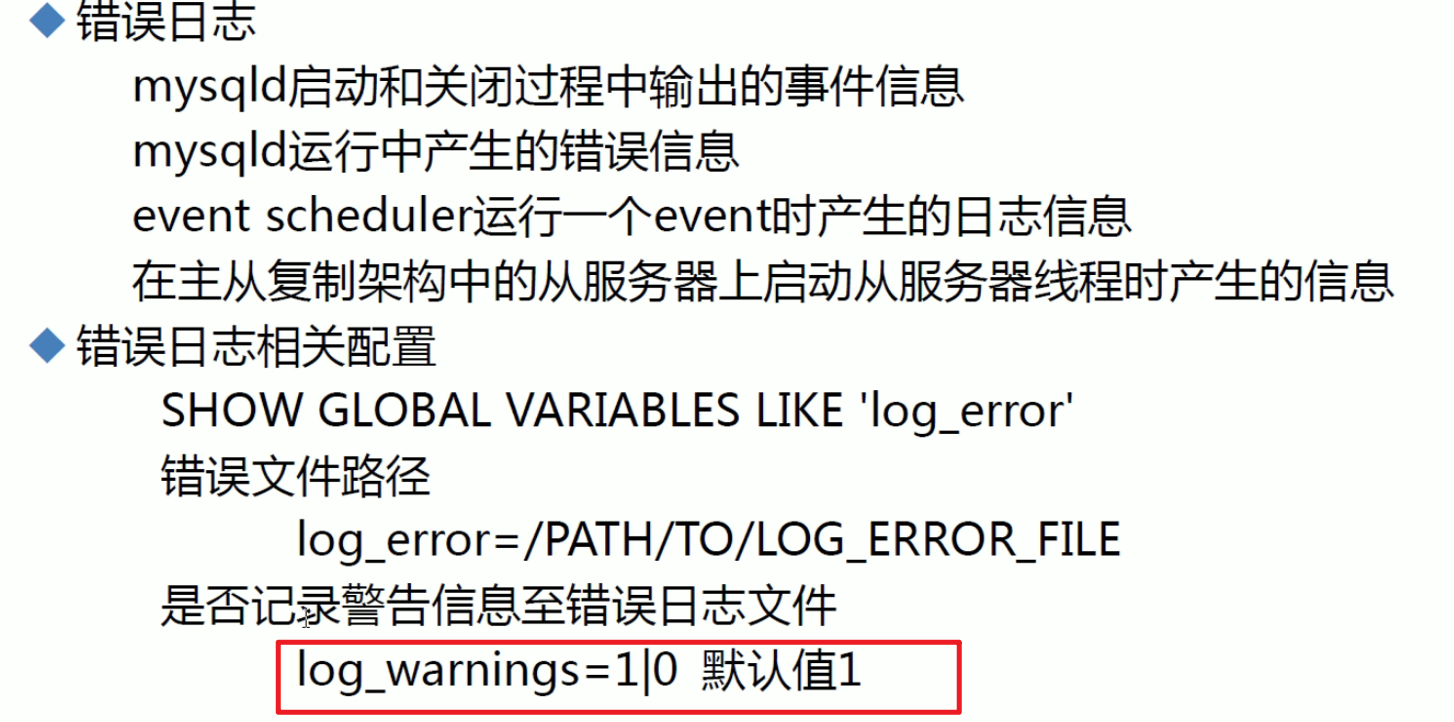 错误日志
mysqld启动和关闭过程中输出的事件信息
mysqld运行中产生的错误信息
event scheduler运行一个event时产生的日志信息
在主从复制架构中的从服务器上启动从服务器线程时产生的信息
错误日志相关配置
SHOW GLOBAL VARIABLES LIKE 'log_error'
错误文件路径
log_error=/PATH/TO/LOG_ERROR_FILE
是否记录警告信息至错误日志文件
log_warnings=1|0 默认值1